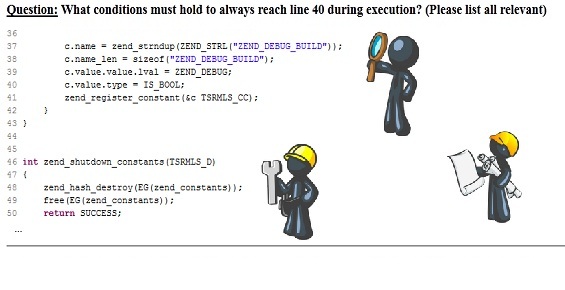 Question: What conditions must hold to always reach line 40 during execution? (Please list all relevant)
36
37 c.name = zend_strndup(ZEND_STRL("ZEND_DEBUG_BUILD"));
38 c.name_len = sizeof("ZEND_DEBUG_BUILD");
39 c.value.value.lval = ZEND_DEBUG;
40 c.value.type = IS_BOOL;
41 zend_register_constant(&c TSRMLS_CC);
42 }
43 }
44
45
46 int zend_shutdown_constants(TSRMLS_D)
47 {
48 zend_hash_destroy(EG(zend_constants));
49 free(EG(zend_constants));
50 return SUCCESS;
...